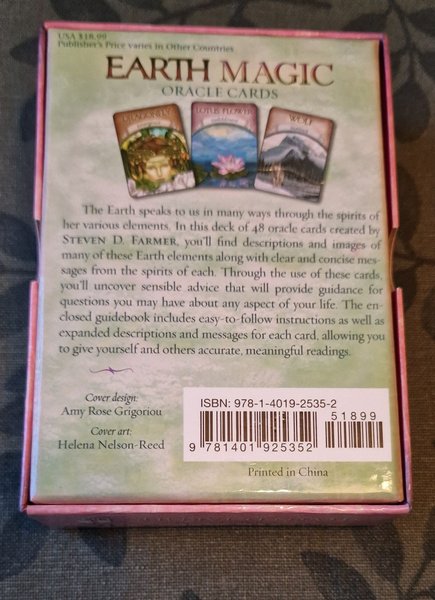 USA $18.99
Publisher's Price varies in Other Countries
EARTH MAGIC
ORACLE CARDS
LOTUS FLOWER
WOLF
The Earth speaks to us in many ways through the spirits of
her various elements. In this deck of 48 oracle cards created by
STEVEN D. FARMER, you'll find descriptions and images of
many of these Earth elements along with clear and concise mes-
sages from the spirits of each. Through the use of these cards,
you'll uncover sensible advice that will provide guidance for
questions you may have about any aspect of your life. The en-
closed guidebook includes easy-to-follow instructions as well as
expanded descriptions and messages for each card, allowing you
to give yourself and others accurate, meaningful readings.
Cover design:
Amy Rose Grigoriou
Cover art:
Helena Nelson-Reed
ISBN: 978-1-4019-2535-2
51899
9 781401 925352
Printed in China